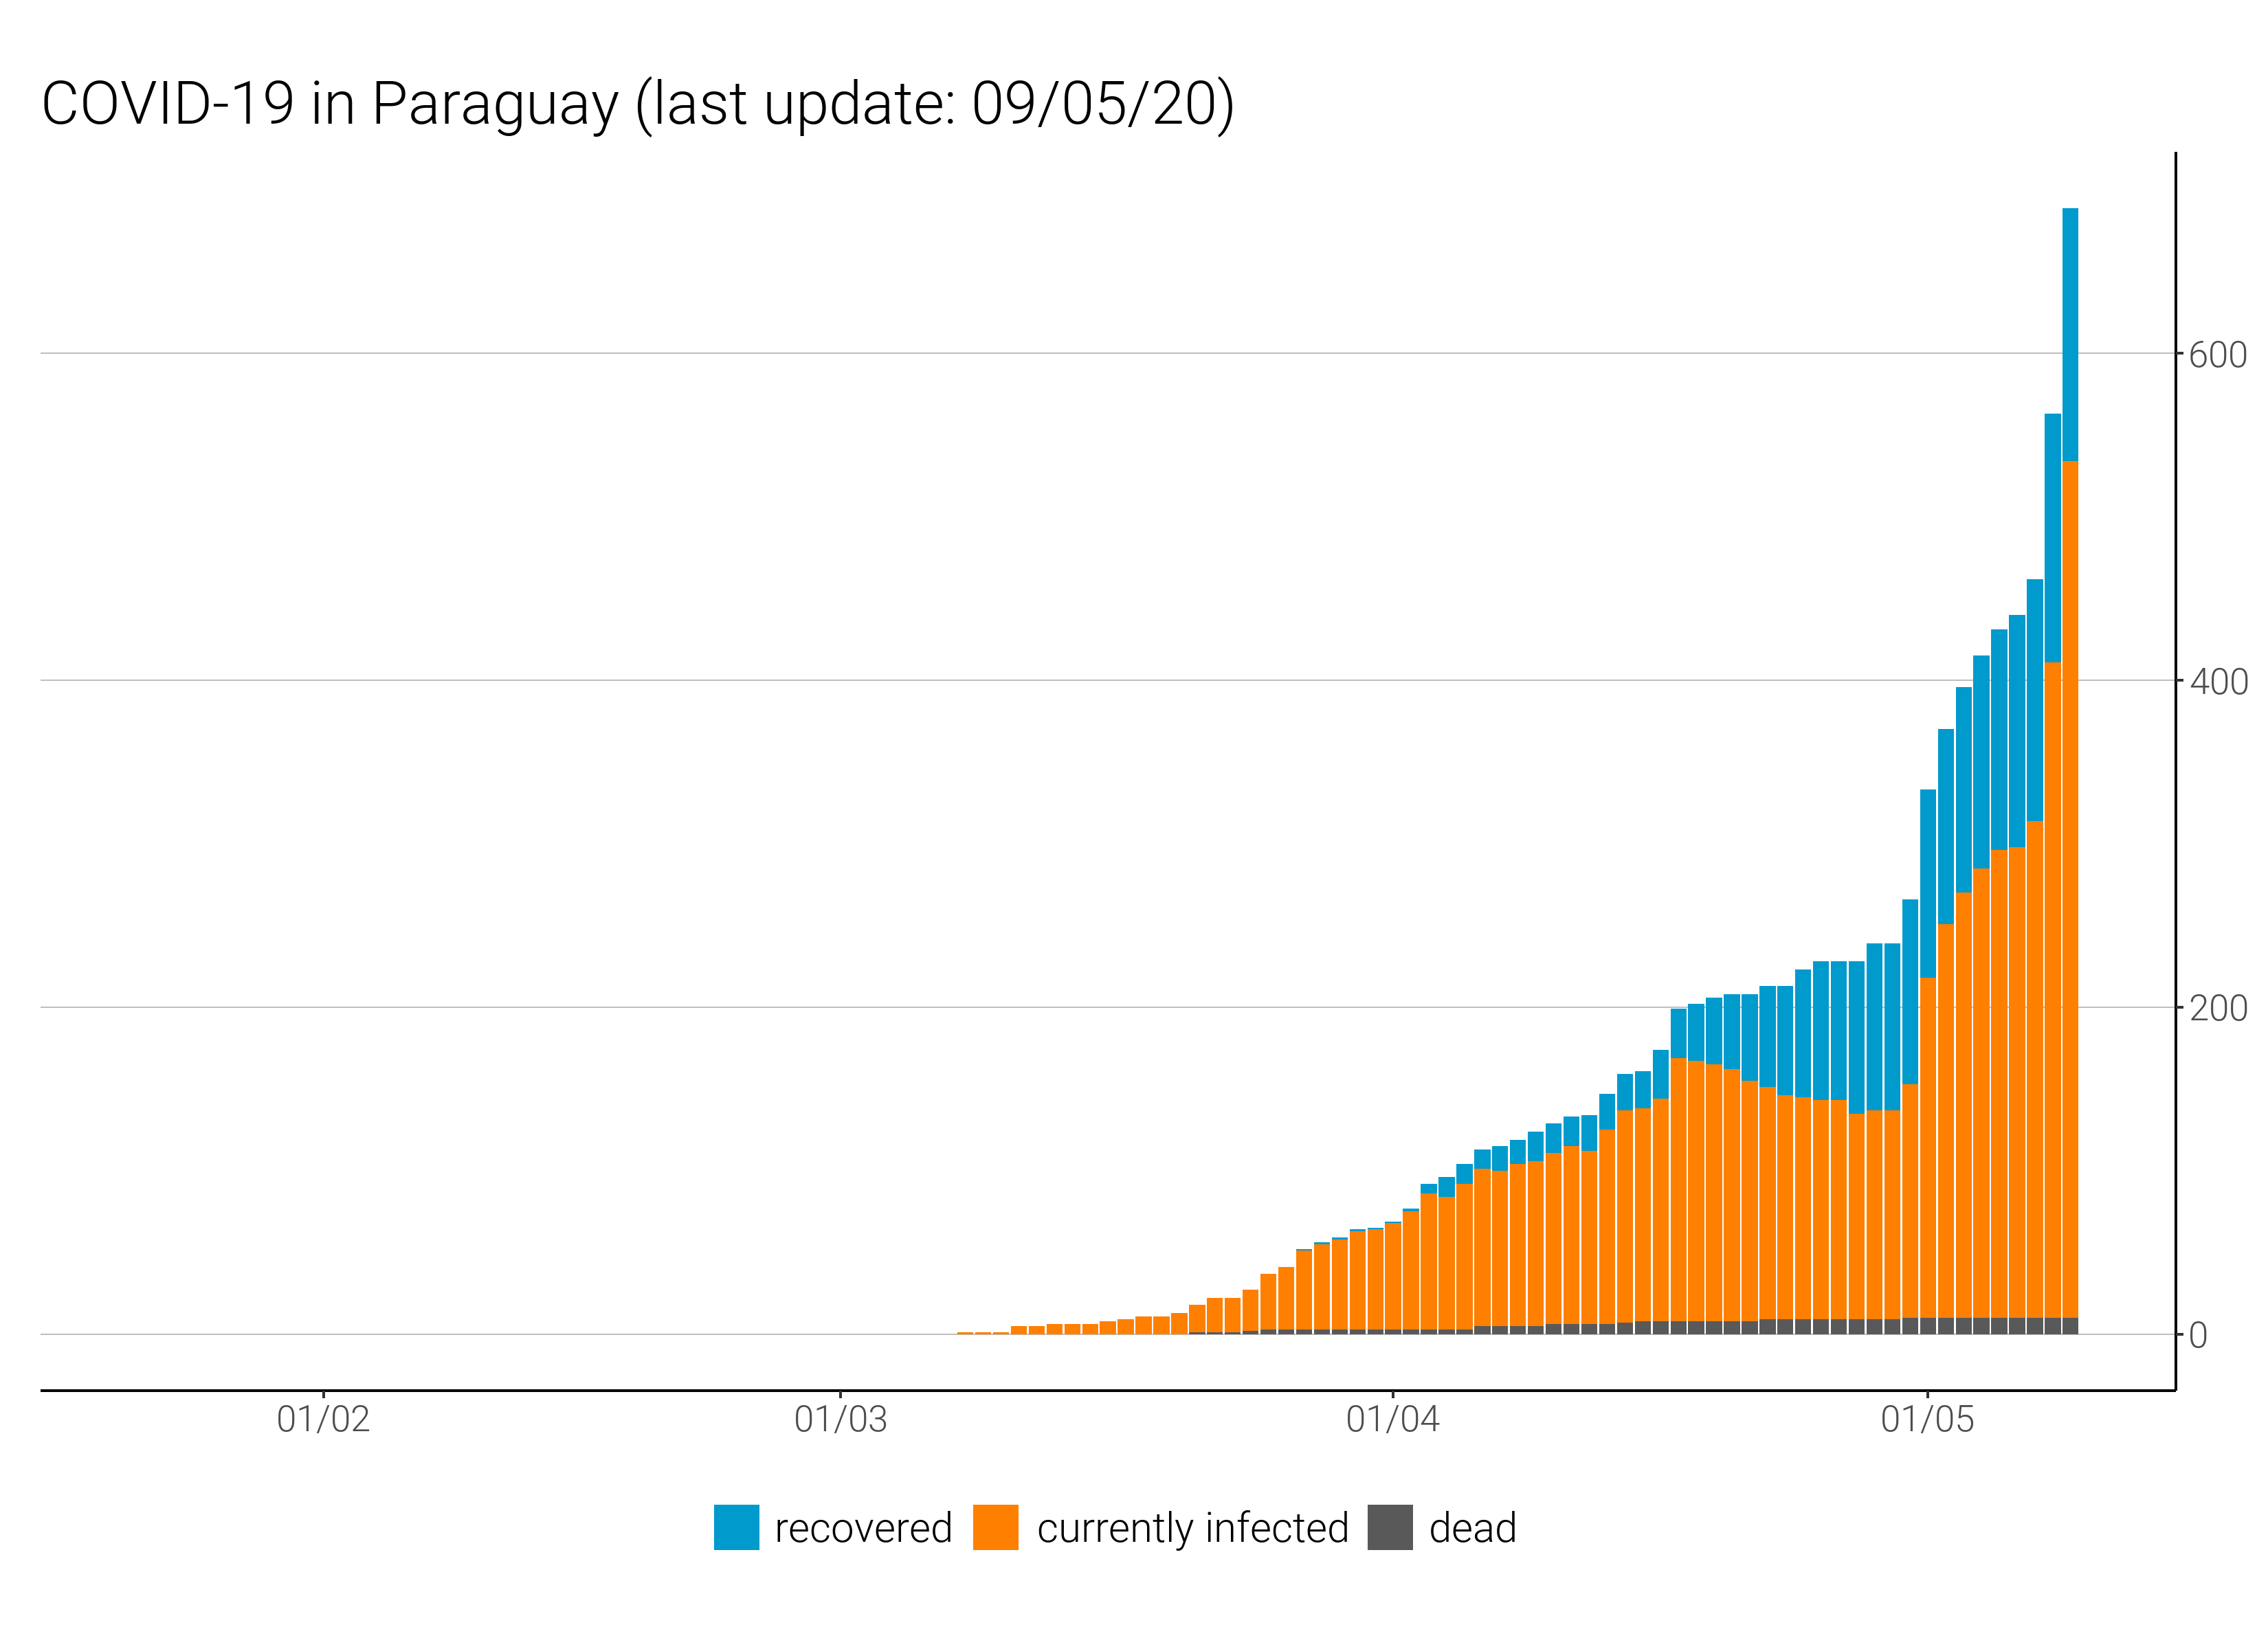 COVID-19 in Paraguay (last update: 09/05/20)
600
400
200
0
01/02 01/03 01/04 01/05
recovered currently infected dead